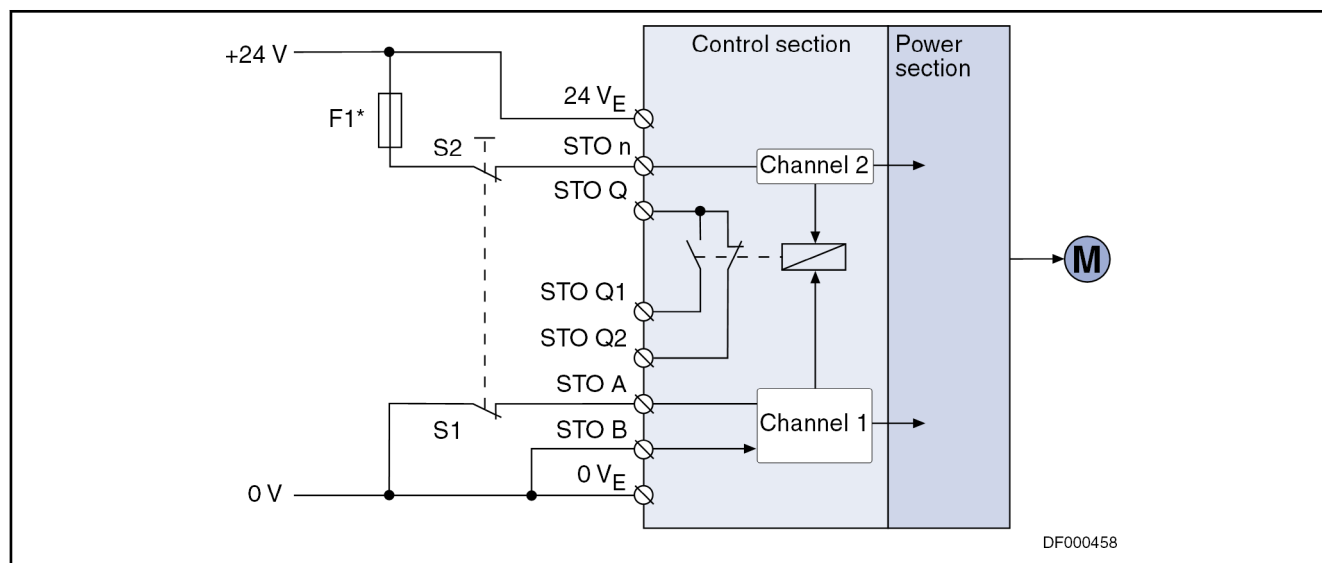 Control section
Power
section
+24 V
24 VE
F1*
S2
STO n
Channel 2
STO Q
M
STO Q1
STO Q2
STO A
S1
STO B
Channel 1
0 VE
0 V
DF000458